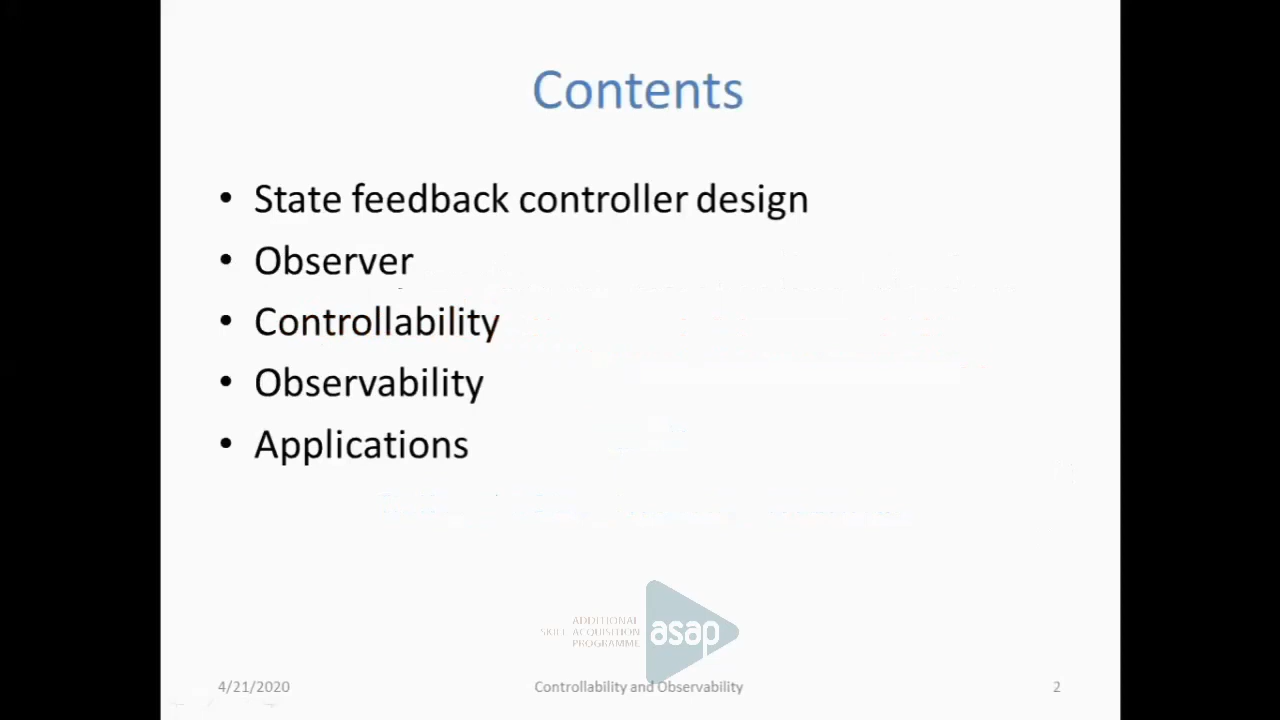 Contents
• State feedback controller design
• Observer
• Controllability
• Observability
• Applications
ADDITIONAL
SKILL ACQUISITION
PROGRAMME
asap
4/21/2020
Controllability and Observability
2